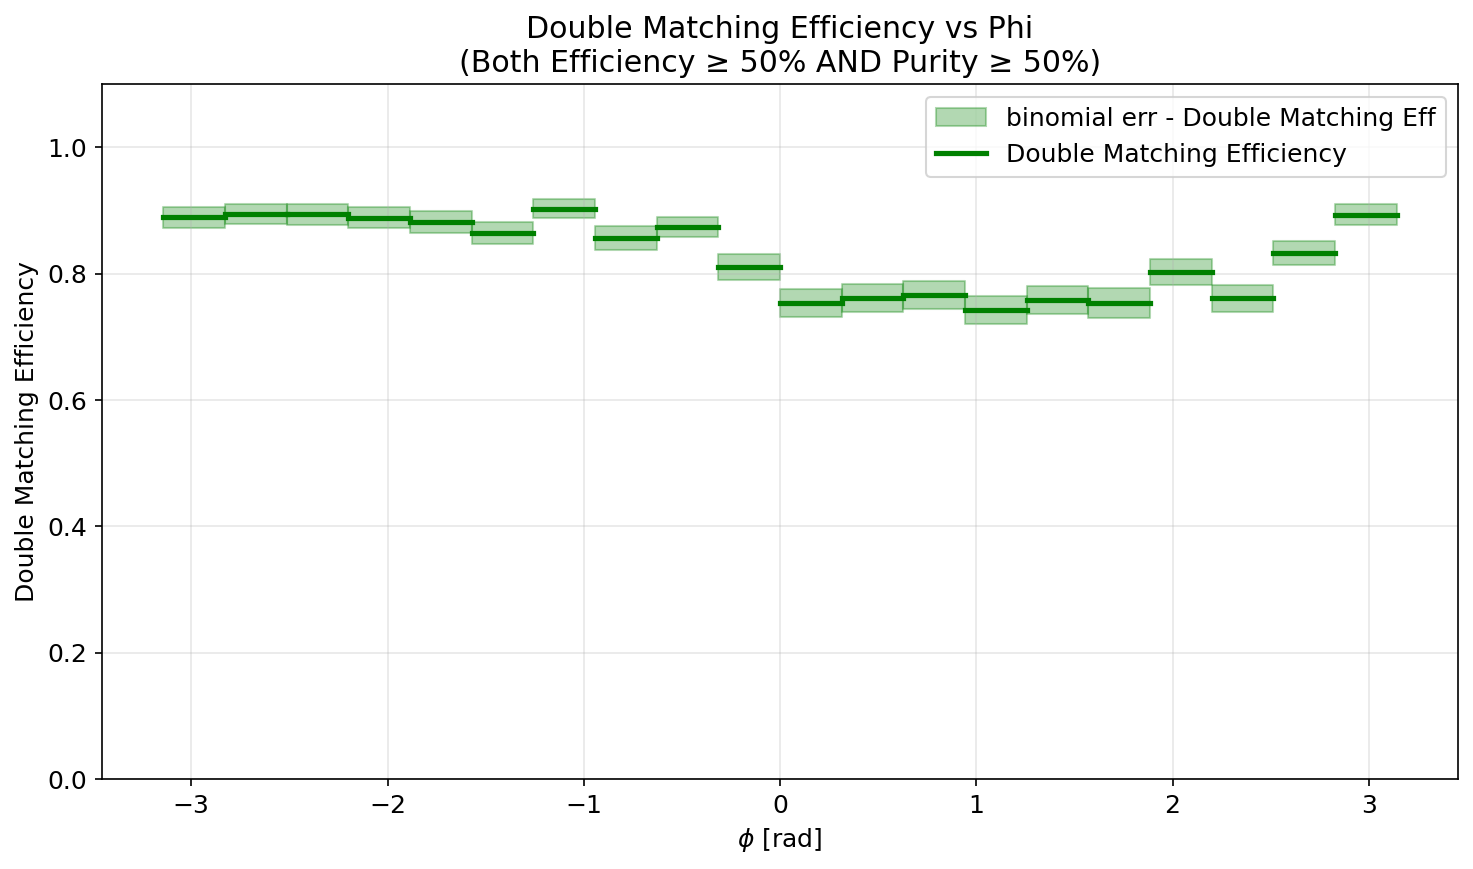 Double Matching Efficiency vs Phi
(Both Efficiency ≥ 50% AND Purity ≥ 50%)
binomial err - Double Matching Eff
Double Matching Efficiency
Double Matching Efficiency
1.0
0.8
0.6
0.4
0.2
0.0
−3 −2 −1 0 1 2 3
ϕ [rad]